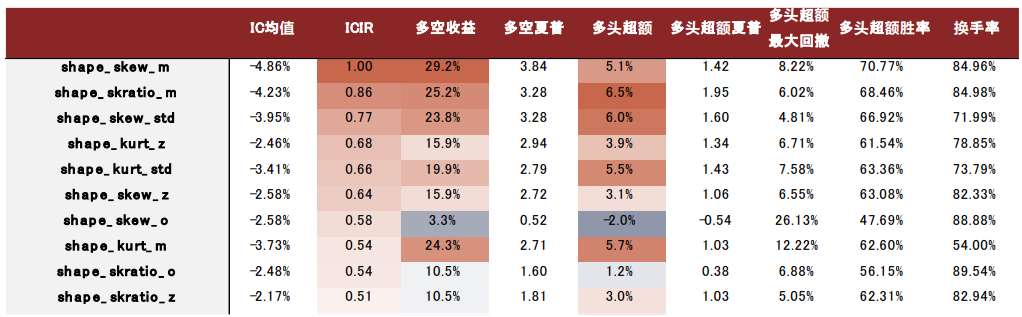 IC均值 ICIR 多空收益 多空夏普 多头超额 多头超额夏普 多头超额最大回撤 多头超额胜率 换手率
shape_skew_m -4.86% 1.00 29.2% 3.84 5.1% 1.42 8.22% 70.77% 84.96%
shape_skratio_m -4.23% 0.86 25.2% 3.28 6.5% 1.95 6.02% 68.46% 84.98%
shape_skew_std -3.95% 0.77 23.8% 3.28 6.0% 1.60 4.81% 66.92% 71.99%
shape_kurt_z -2.46% 0.68 15.9% 2.94 3.9% 1.34 6.71% 61.54% 78.85%
shape_kurt_std -3.41% 0.66 19.9% 2.79 5.5% 1.43 7.58% 63.36% 73.79%
shape_skew_z -2.58% 0.64 15.9% 2.72 3.1% 1.06 6.55% 63.08% 82.33%
shape_skew_o -2.58% 0.58 3.3% 0.52 -2.0% -0.54 26.13% 47.69% 88.88%
shape_kurt_m -3.73% 0.54 24.3% 2.71 5.7% 1.03 12.22% 62.60% 54.00%
shape_skratio_o -2.48% 0.54 10.5% 1.60 1.2% 0.38 6.88% 56.15% 89.54%
shape_skratio_z -2.17% 0.51 10.5% 1.81 3.0% 1.03 5.05% 62.31% 82.94%